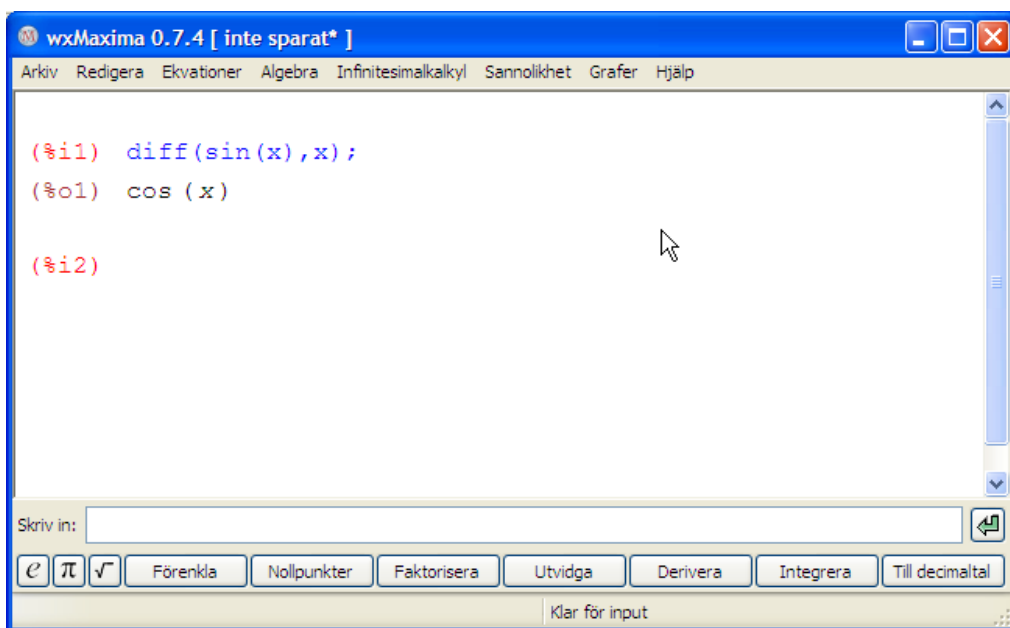 wxMaxima 0.7.4 [ inte sparat* ]
Arkiv Redigera Ekvationer Algebra Infinitesimalkalkyl Sannolikhet Grafer Hjälp
(%i1) diff(sin(x),x);
(%o1) cos (x)
(%i2)
Skriv in:
e π √ Förenkla Nollpunkter Faktorisera Utvidga Derivera Integrera Till decimaltal
Klar för input